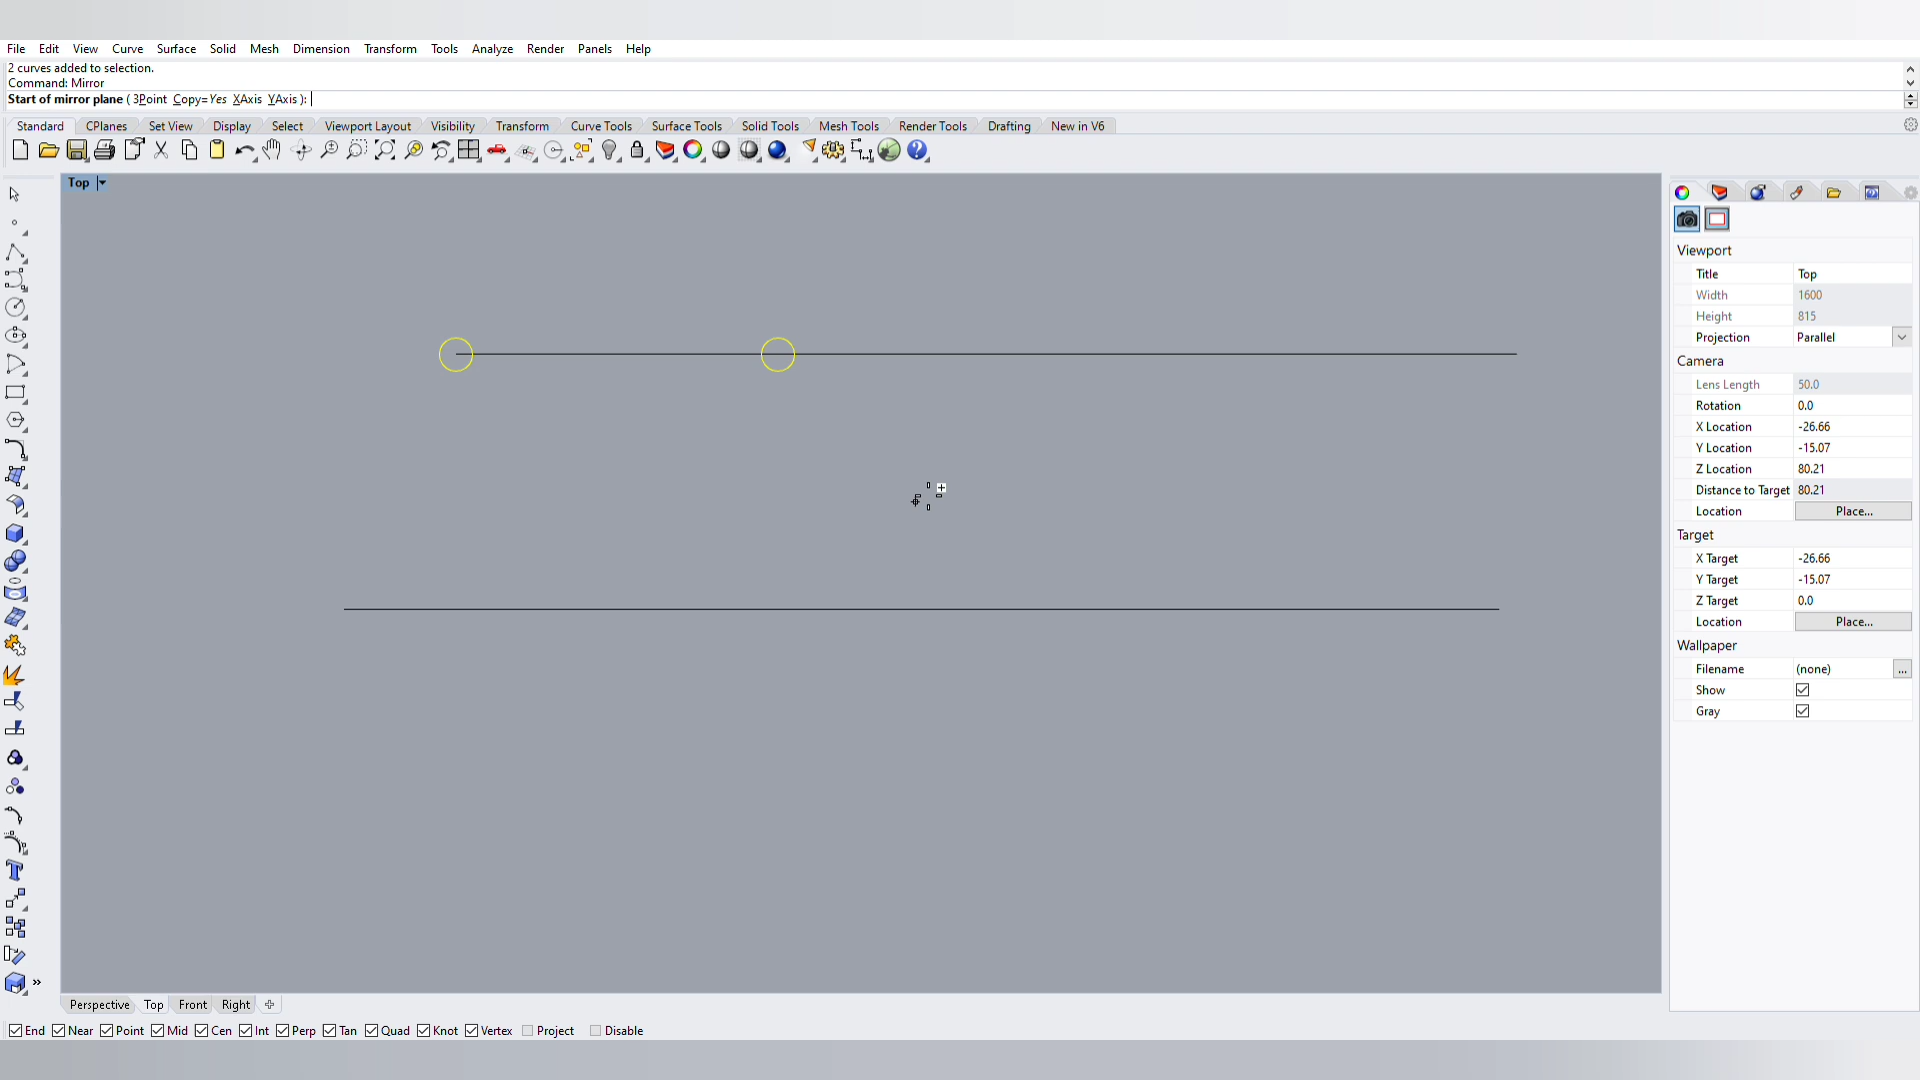 File Edit View Curve Surface Solid Mesh Dimension Transform Tools Analyze Render Panels Help
2 curves added to selection.
Command: Mirror
Start of mirror plane ( 3Point Copy=Yes XAxis YAxis ):
Standard CPlanes Set View Display Select Viewport Layout Visibility Transform Curve Tools Surface Tools Solid Tools Mesh Tools Render Tools Drafting New in V6
Top
Viewport
Title Top
Width 1600
Height 815
Projection Parallel
Camera
Lens Length 50.0
Rotation 0.0
X Location -26.66
Y Location -15.07
Z Location 80.21
Distance to Target 80.21
Location Place...
Target
X Target -26.66
Y Target -15.07
Z Target 0.0
Location Place...
Wallpaper
Filename (none) ...
Show
Gray
Perspective Top Front Right
End Near Point Mid Cen Int Perp Tan Quad Knot Vertex Project Disable